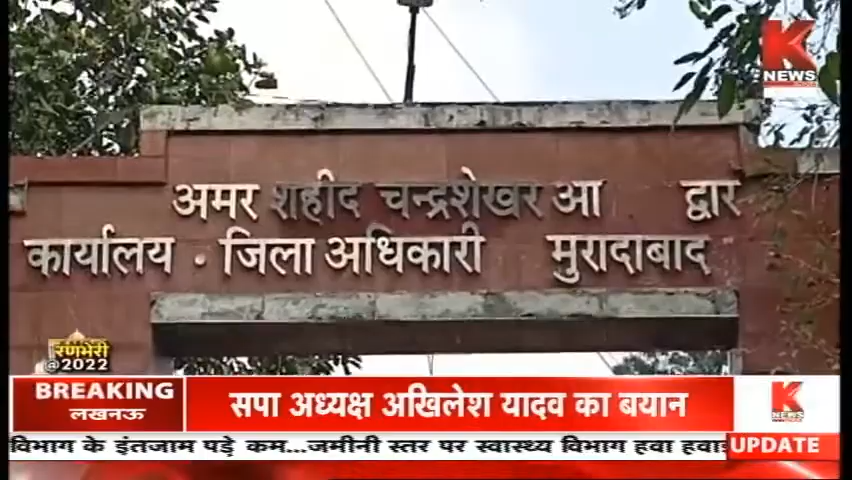 K
NEWS
अमर शहीद चन्द्रशेखर आ द्वार
कार्यालय · जिला अधिकारी मुरादाबाद
रणभेरी
@2022
BREAKING
लखनऊ
सपा अध्यक्ष अखिलेश यादव का बयान
K
NEWS
विभाग के इंतजाम पड़े कम...जमीनी स्तर पर स्वास्थ्य विभाग हवा हवाई
UPDATE